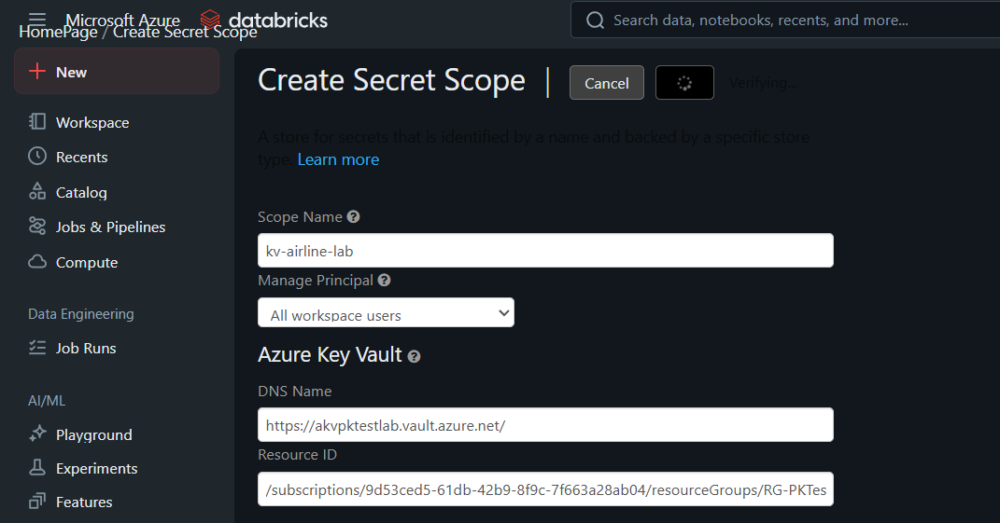 Microsoft Azure databricks
Search data, notebooks, recents, and more...
HomePage / Create Secret Scope
New
Workspace
Recents
Catalog
Jobs & Pipelines
Compute
Data Engineering
Job Runs
AI/ML
Playground
Experiments
Features
Create Secret Scope | Cancel Verifying...
A store for secrets that is identified by a name and backed by a specific store
type. Learn more
Scope Name ?
kv-airline-lab
Manage Principal ?
All workspace users
Azure Key Vault ?
DNS Name
https://akvpktestlab.vault.azure.net/
Resource ID
/subscriptions/9d53ced5-61db-42b9-8f9c-7f663a28ab04/resourceGroups/RG-PKTes